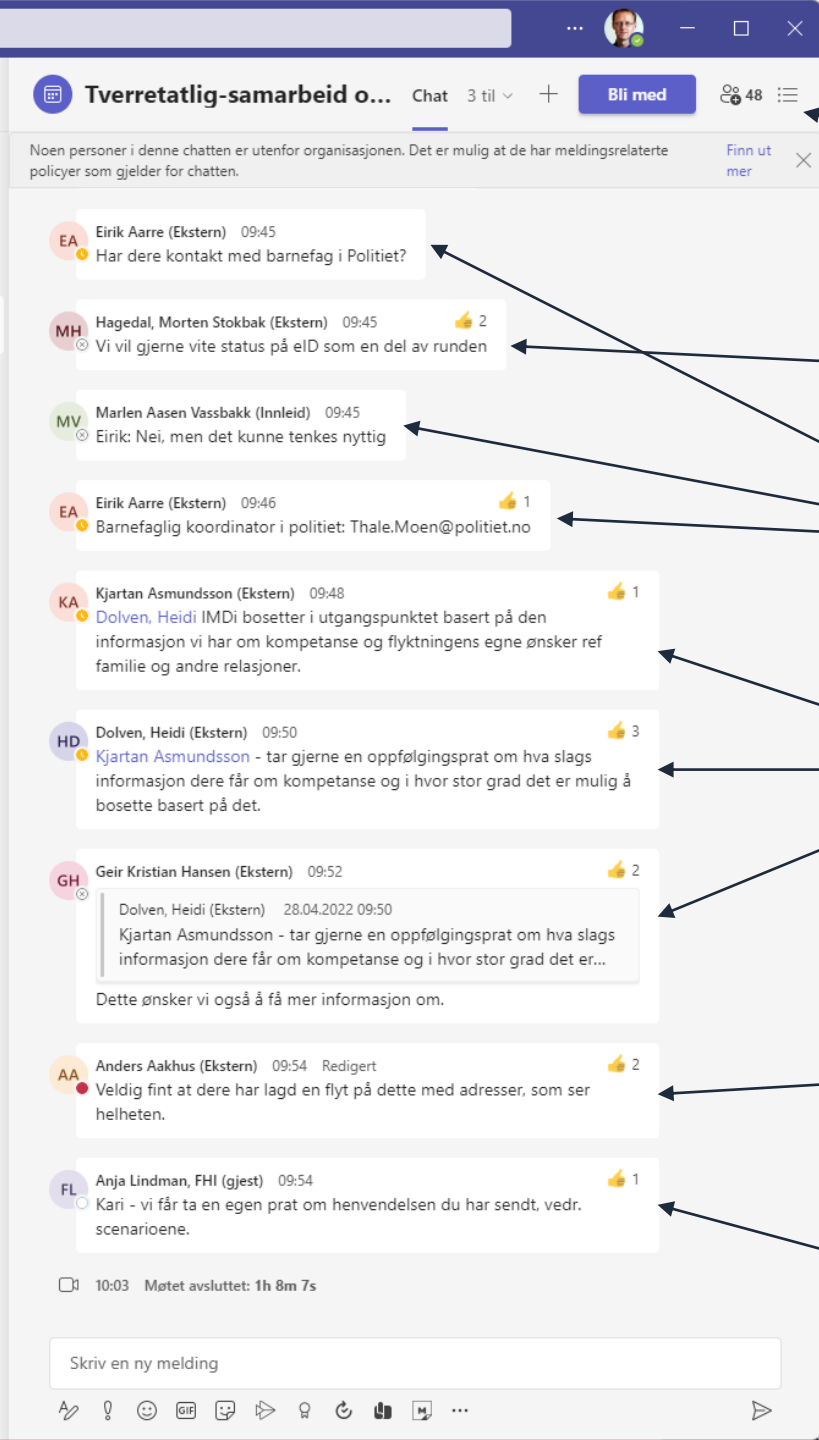 Tverretatlig-samarbeid o... Chat 3 til Bli med 48
Noen personer i denne chatten er utenfor organisasjonen. Det er mulig at de har meldingsrelaterte
policyer som gjelder for chatten.
Finn ut
mer
EA
Eirik Aarre (Ekstern) 09:45
Har dere kontakt med barnefag i Politiet?
MH
Hagedal, Morten Stokbak (Ekstern) 09:45 2
Vi vil gjerne vite status på eID som en del av runden
MV
Marlen Aasen Vassbakk (Innleid) 09:45
Eirik: Nei, men det kunne tenkes nyttig
EA
Eirik Aarre (Ekstern) 09:46 1
Barnefaglig koordinator i politiet: Thale.Moen@politiet.no
KA
Kjartan Asmundsson (Ekstern) 09:48 1
Dolven, Heidi IMDi bosetter i utgangspunktet basert på den
informasjon vi har om kompetanse og flyktningens egne ønsker ref
familie og andre relasjoner.
HD
Dolven, Heidi (Ekstern) 09:50 3
Kjartan Asmundsson - tar gjerne en oppfølgingsprat om hva slags
informasjon dere får om kompetanse og i hvor stor grad det er mulig å
bosette basert på det.
GH
Geir Kristian Hansen (Ekstern) 09:52 2
Dolven, Heidi (Ekstern) 28.04.2022 09:50
Kjartan Asmundsson - tar gjerne en oppfølgingsprat om hva slags
informasjon dere får om kompetanse og i hvor stor grad det er...
Dette ønsker vi også å få mer informasjon om.
AA
Anders Aakhus (Ekstern) 09:54 Redigert 2
Veldig fint at dere har lagd en flyt på dette med adresser, som ser
helheten.
FL
Anja Lindman, FHI (gjest) 09:54 1
Kari - vi får ta en egen prat om henvendelsen du har sendt, vedr.
scenarioene.
10:03 Møtet avsluttet: 1h 8m 7s
Skriv en ny melding
GIF
M